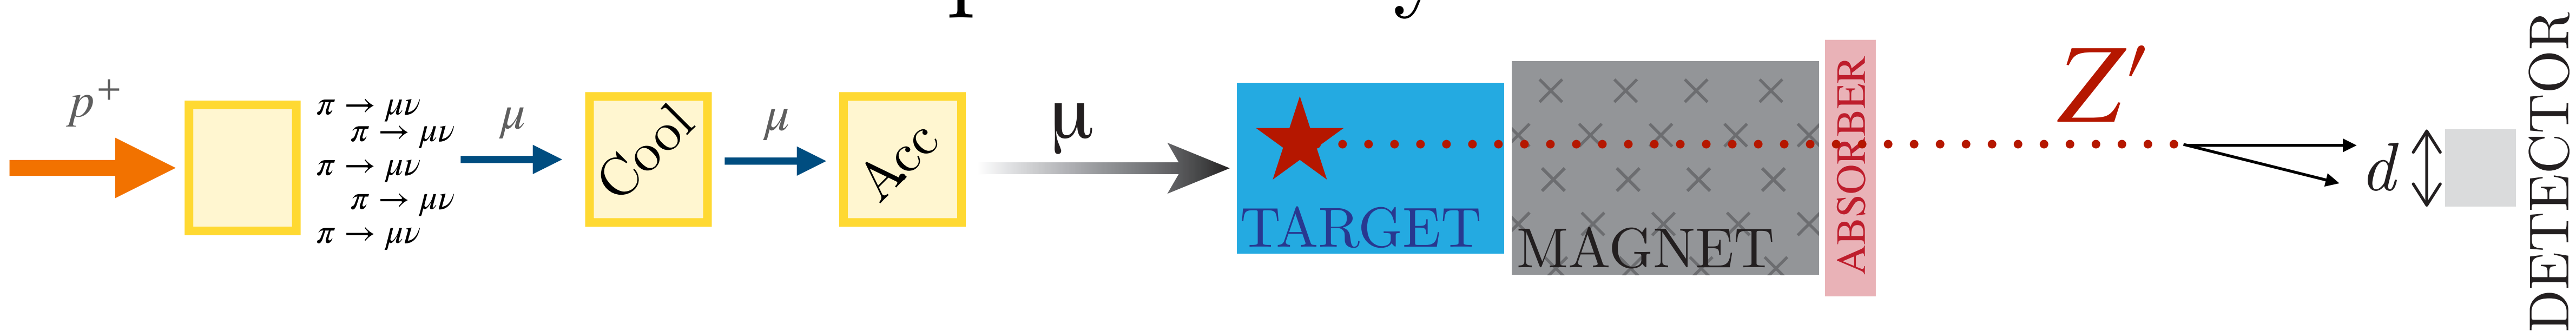 p⁺
π → μν
π → μν
π → μν
π → μν
π → μν
μ
Cool
μ
Acc
μ
TARGET
MAGNET
ABSORBER
Z′
d
DETECTOR